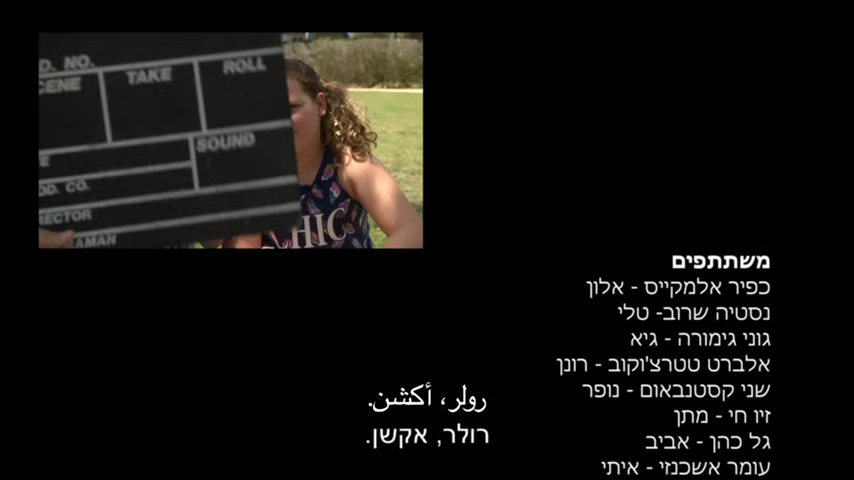 D. NO.
CENE TAKE ROLL
E SOUND
OD. CO.
RECTOR
RAMAN
CHIC
משתתפים
כפיר אלמקייס - אלון
נסטיה שרוב- טלי
גוני גימורה - גיא
אלברט טטרצ'וקוב - רונן
שני קסטנבאום - נופר
זיו חי - מתן
גל כהן - אביב
עומר אשכנזי - איתי
رولر، أكشن.
רולר, אקשן.